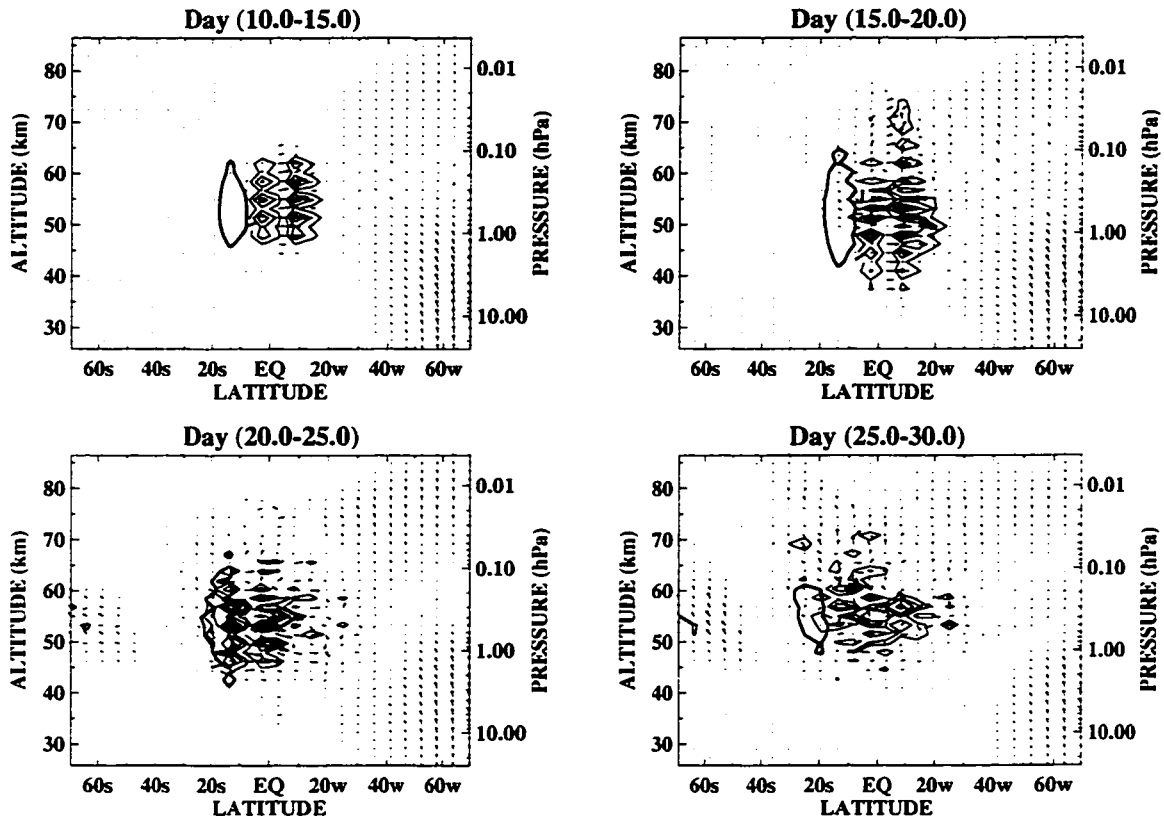 Day (10.0-15.0)
ALTITUDE (km)
80
70
60
50
40
30
0.01
0.10
1.00
10.00
PRESSURE (hPa)
60s 40s 20s EQ 20w 40w 60w
LATITUDE
Day (15.0-20.0)
ALTITUDE (km)
80
70
60
50
40
30
0.01
0.10
1.00
10.00
PRESSURE (hPa)
60s 40s 20s EQ 20w 40w 60w
LATITUDE
Day (20.0-25.0)
ALTITUDE (km)
80
70
60
50
40
30
0.01
0.10
1.00
10.00
PRESSURE (hPa)
60s 40s 20s EQ 20w 40w 60w
LATITUDE
Day (25.0-30.0)
ALTITUDE (km)
80
70
60
50
40
30
0.01
0.10
1.00
10.00
PRESSURE (hPa)
60s 40s 20s EQ 20w 40w 60w
LATITUDE